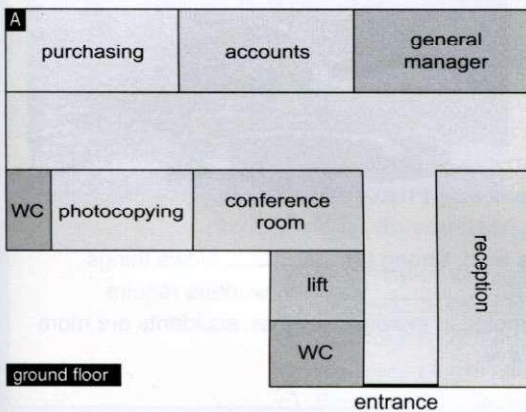 A
purchasing
accounts
general
manager
WC
photocopying
conference
room
reception
lift
WC
ground floor
entrance